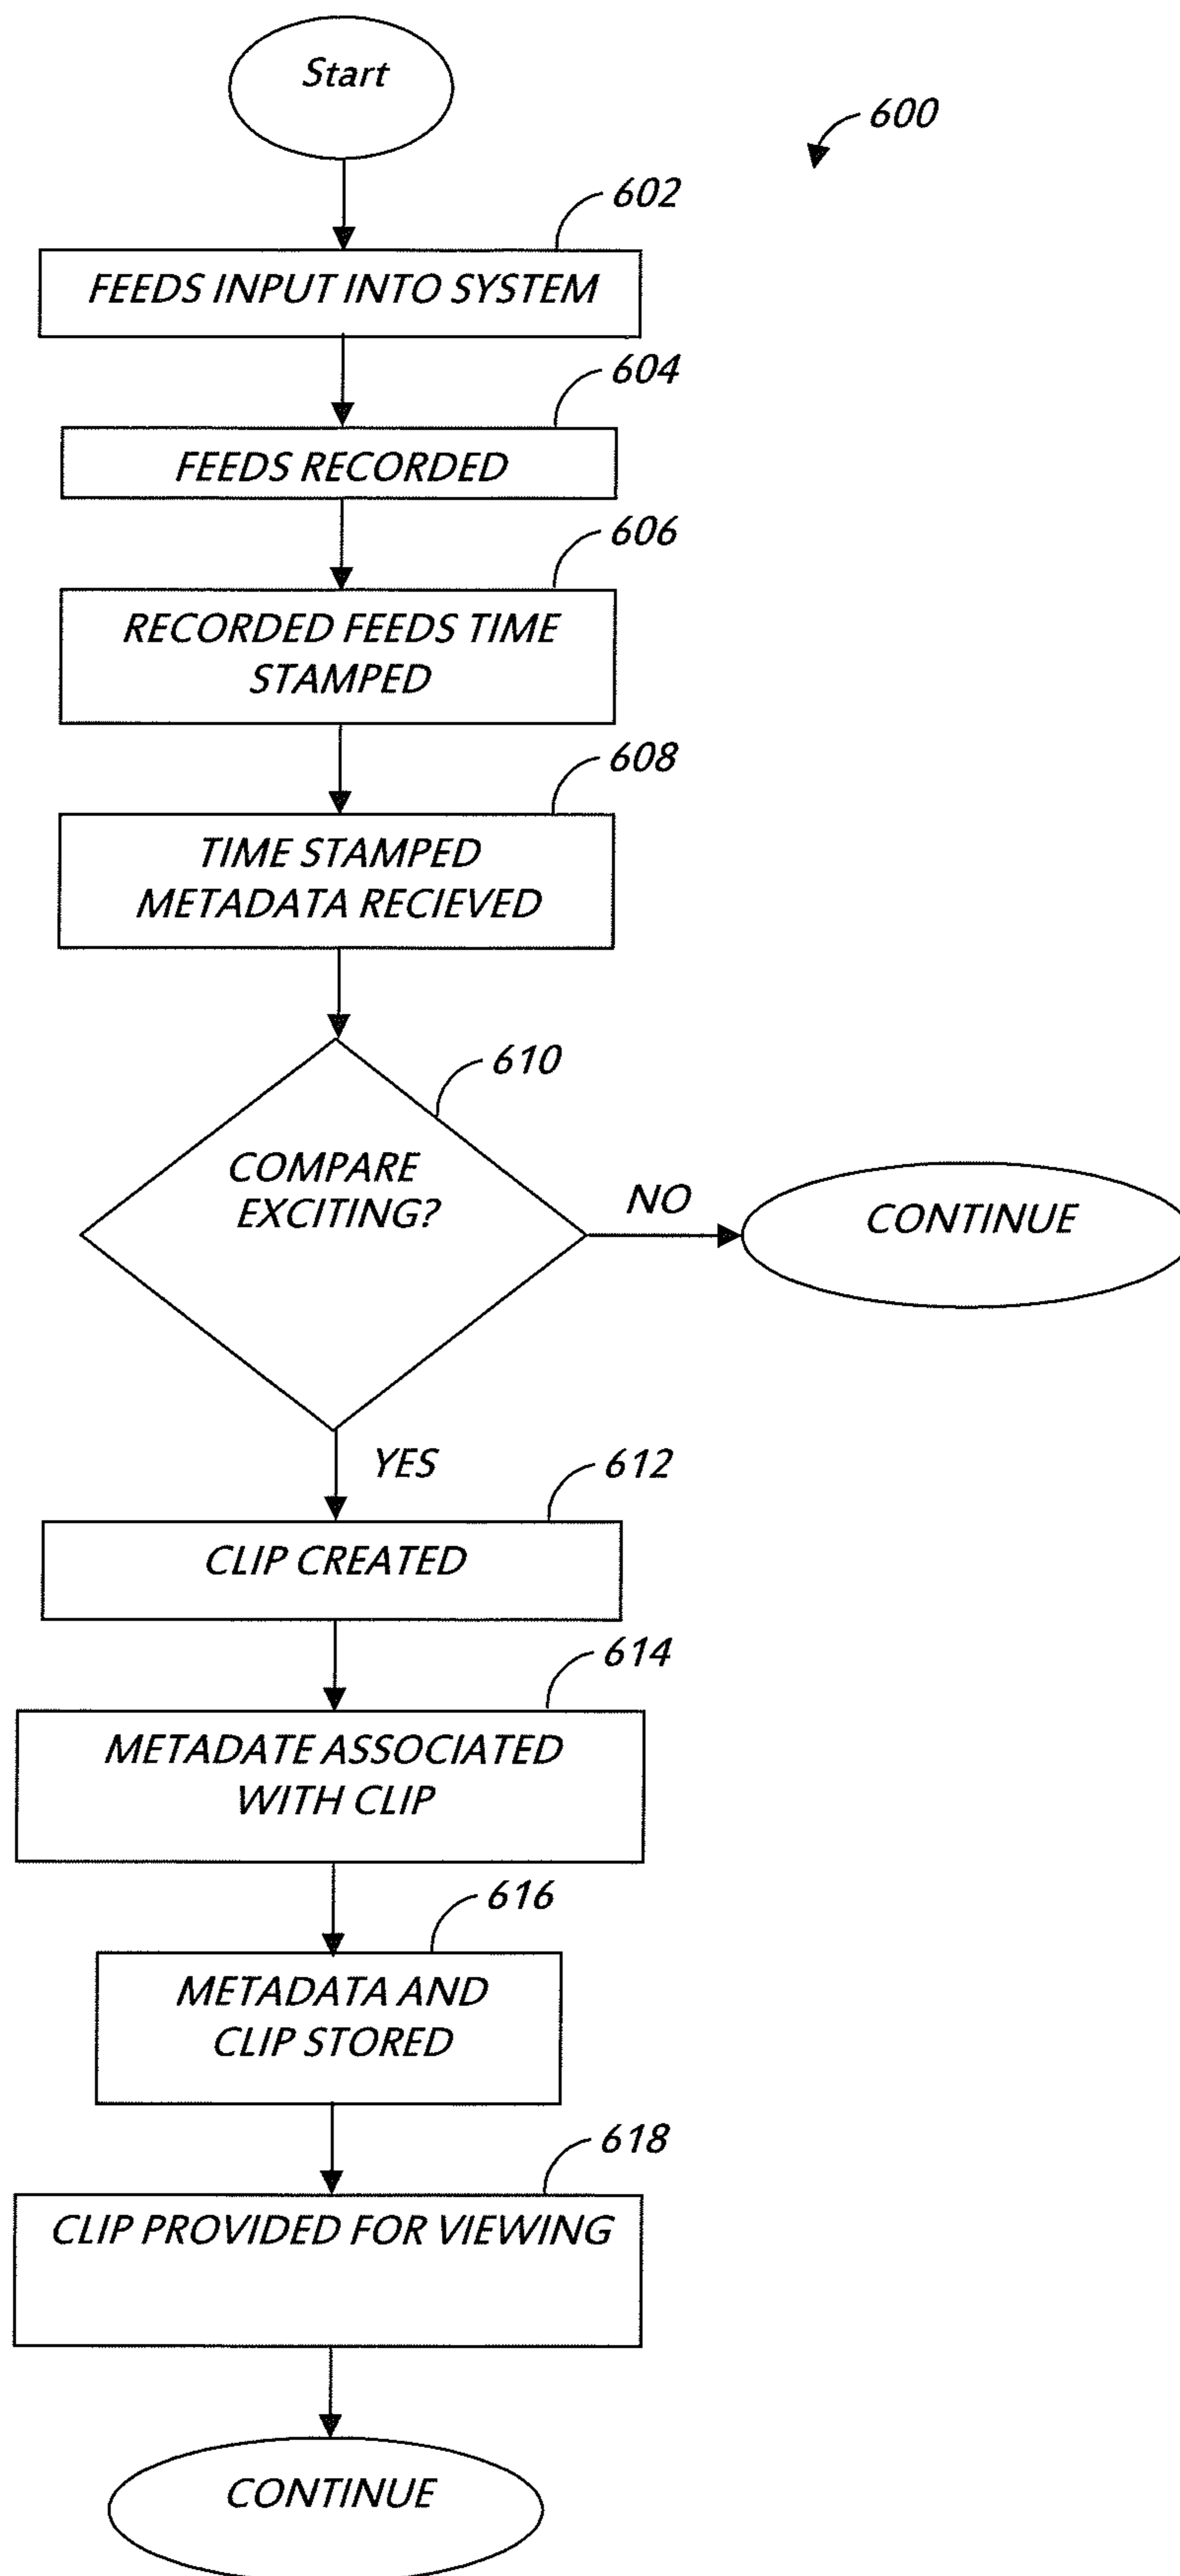 Start
600
602
FEEDS INPUT INTO SYSTEM
604
FEEDS RECORDED
606
RECORDED FEEDS TIME
STAMPED
608
TIME STAMPED
METADATA RECIEVED
610
COMPARE
EXCITING?
NO
CONTINUE
YES
612
CLIP CREATED
614
METADATE ASSOCIATED
WITH CLIP
616
METADATA AND
CLIP STORED
618
CLIP PROVIDED FOR VIEWING
CONTINUE